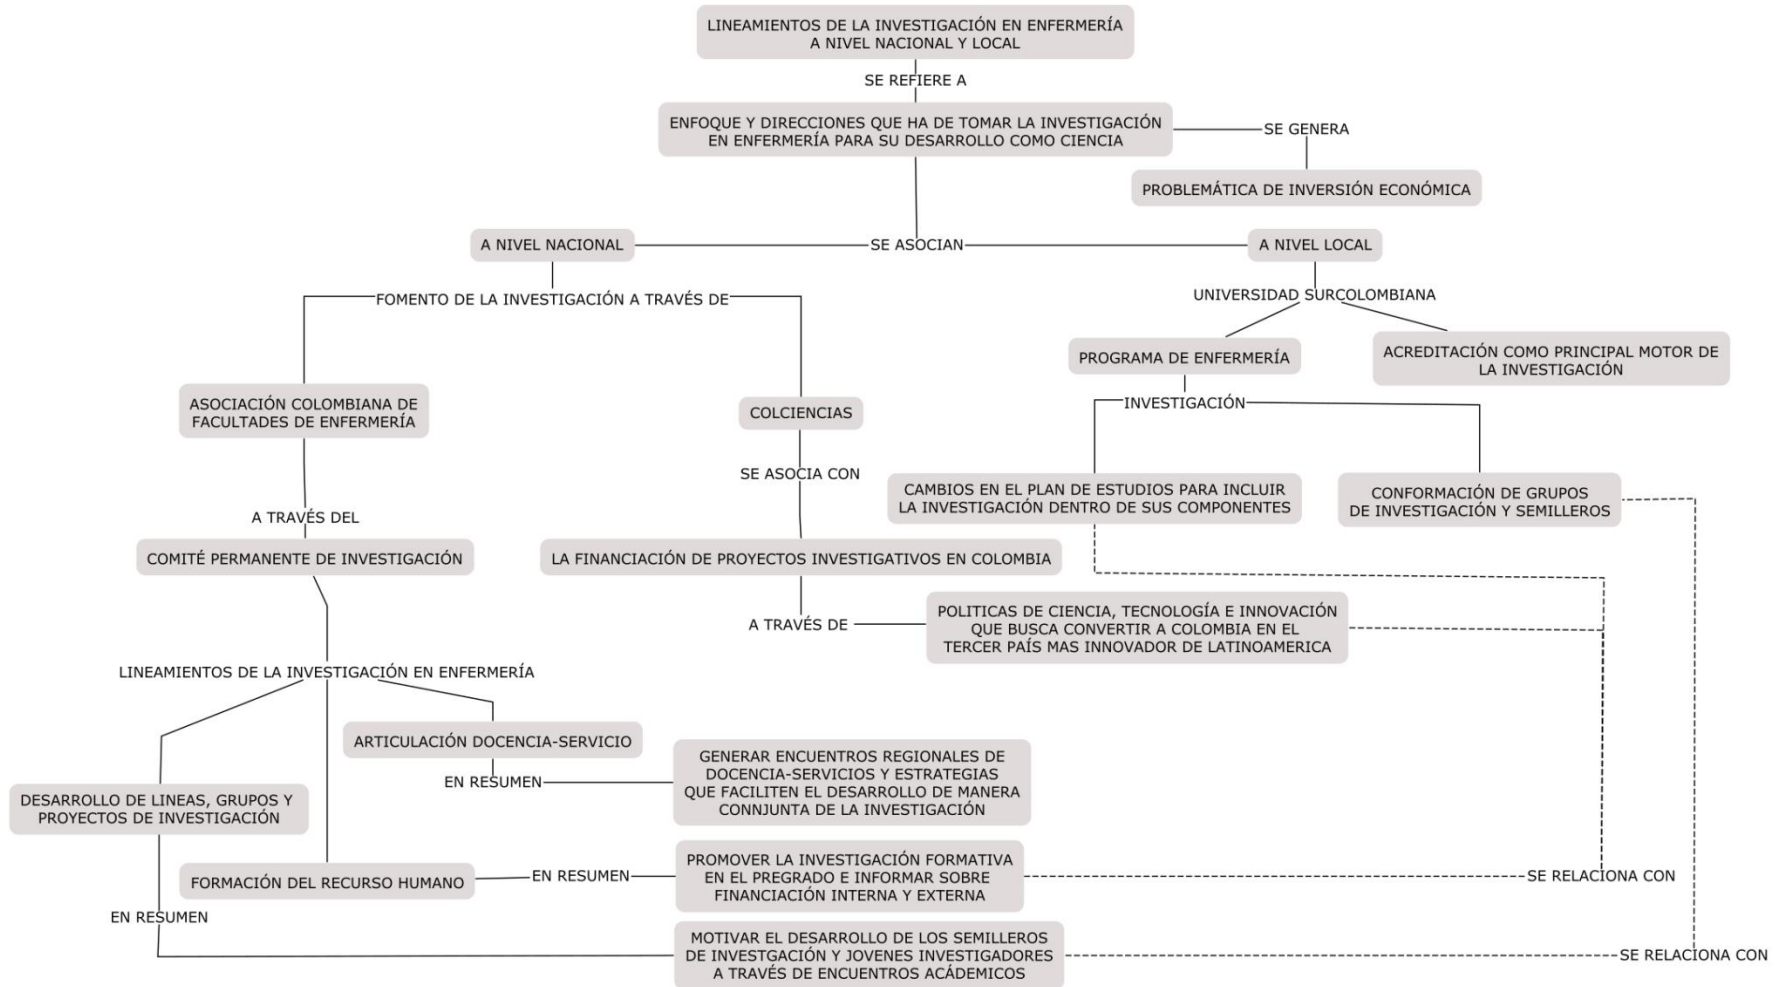 LINEAMIENTOS DE LA INVESTIGACIÓN EN ENFERMERÍA
A NIVEL NACIONAL Y LOCAL
SE REFIERE A
ENFOQUE Y DIRECCIONES QUE HA DE TOMAR LA INVESTIGACIÓN
EN ENFERMERÍA PARA SU DESARROLLO COMO CIENCIA
SE GENERA
PROBLEMÁTICA DE INVERSIÓN ECONÓMICA
A NIVEL NACIONAL
SE ASOCIAN
A NIVEL LOCAL
FOMENTO DE LA INVESTIGACIÓN A TRAVÉS DE
UNIVERSIDAD SURCOLOMBIANA
PROGRAMA DE ENFERMERÍA
ACREDITACIÓN COMO PRINCIPAL MOTOR DE
LA INVESTIGACIÓN
ASOCIACIÓN COLOMBIANA DE
FACULTADES DE ENFERMERÍA
COLCIENCIAS
INVESTIGACIÓN
SE ASOCIA CON
CAMBIOS EN EL PLAN DE ESTUDIOS PARA INCLUIR
LA INVESTIGACIÓN DENTRO DE SUS COMPONENTES
CONFORMACIÓN DE GRUPOS
DE INVESTIGACIÓN Y SEMILLEROS
A TRAVÉS DEL
COMITÉ PERMANENTE DE INVESTIGACIÓN
LA FINANCIACIÓN DE PROYECTOS INVESTIGATIVOS EN COLOMBIA
A TRAVÉS DE
POLITICAS DE CIENCIA, TECNOLOGÍA E INNOVACIÓN
QUE BUSCA CONVERTIR A COLOMBIA EN EL
TERCER PAÍS MAS INNOVADOR DE LATINOAMERICA
LINEAMIENTOS DE LA INVESTIGACIÓN EN ENFERMERÍA
ARTICULACIÓN DOCENCIA-SERVICIO
EN RESUMEN
GENERAR ENCUENTROS REGIONALES DE
DOCENCIA-SERVICIOS Y ESTRATEGIAS
QUE FACILITEN EL DESARROLLO DE MANERA
CONNJUNTA DE LA INVESTIGACIÓN
DESARROLLO DE LINEAS, GRUPOS Y
PROYECTOS DE INVESTIGACIÓN
FORMACIÓN DEL RECURSO HUMANO
EN RESUMEN
PROMOVER LA INVESTIGACIÓN FORMATIVA
EN EL PREGRADO E INFORMAR SOBRE
FINANCIACIÓN INTERNA Y EXTERNA
SE RELACIONA CON
EN RESUMEN
MOTIVAR EL DESARROLLO DE LOS SEMILLEROS
DE INVESTGACIÓN Y JOVENES INVESTIGADORES
A TRAVÉS DE ENCUENTROS ACÁDEMICOS
SE RELACIONA CON